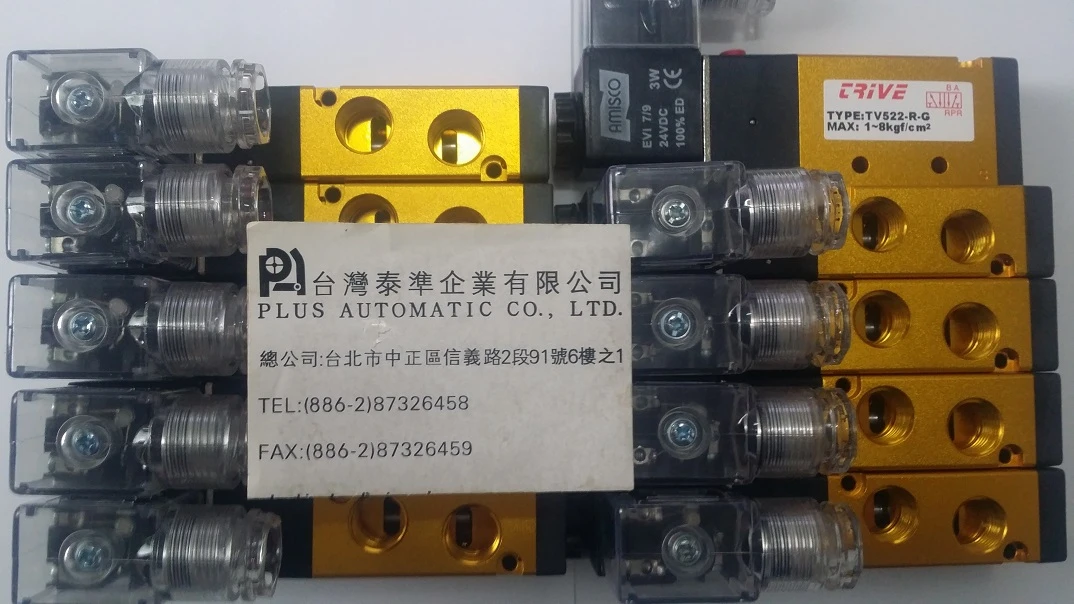 AMISCO
EVI 7/9
24VDC
100% ED
3W
CE
TRIVE
B A
RPR
TYPE:TV522-R-G
MAX: 1~8kgf/cm²
台灣泰準企業有限公司
PLUS AUTOMATIC CO., LTD.
總公司:台北市中正區信義路2段91號6樓之1
TEL:(886-2)87326458
FAX:(886-2)87326459